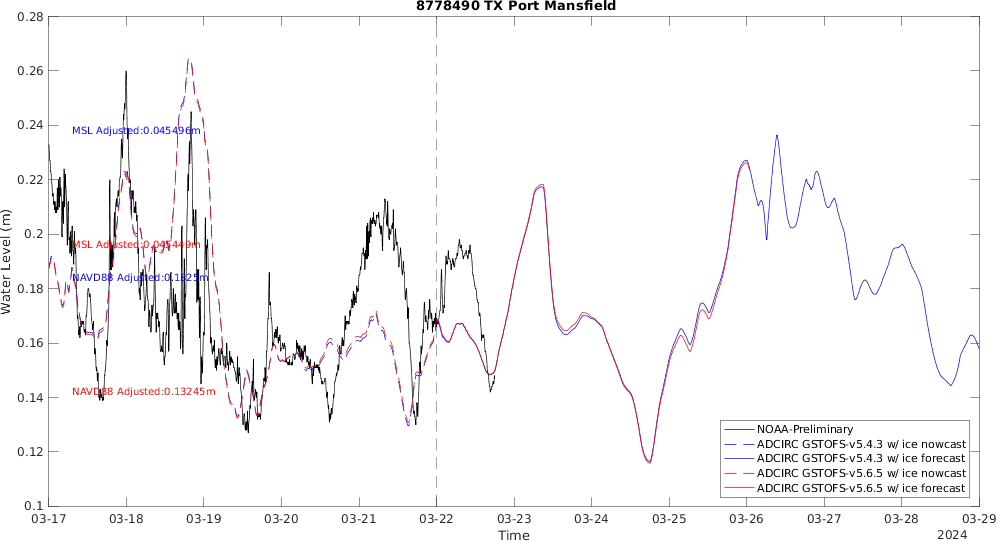 8778490 TX Port Mansfield
Water Level (m)
0.28
0.26
0.24
0.22
0.2
0.18
0.16
0.14
0.12
0.1
MSL Adjusted:0.045496m
MSL Adjusted:0.045449m
NAVD88 Adjusted:0.1325m
NAVD88 Adjusted:0.13245m
NOAA-Preliminary
ADCIRC GSTOFS-v5.4.3 w/ ice nowcast
ADCIRC GSTOFS-v5.4.3 w/ ice forecast
ADCIRC GSTOFS-v5.6.5 w/ ice nowcast
ADCIRC GSTOFS-v5.6.5 w/ ice forecast
03-17 03-18 03-19 03-20 03-21 03-22 03-23 03-24 03-25 03-26 03-27 03-28 03-29
Time
2024